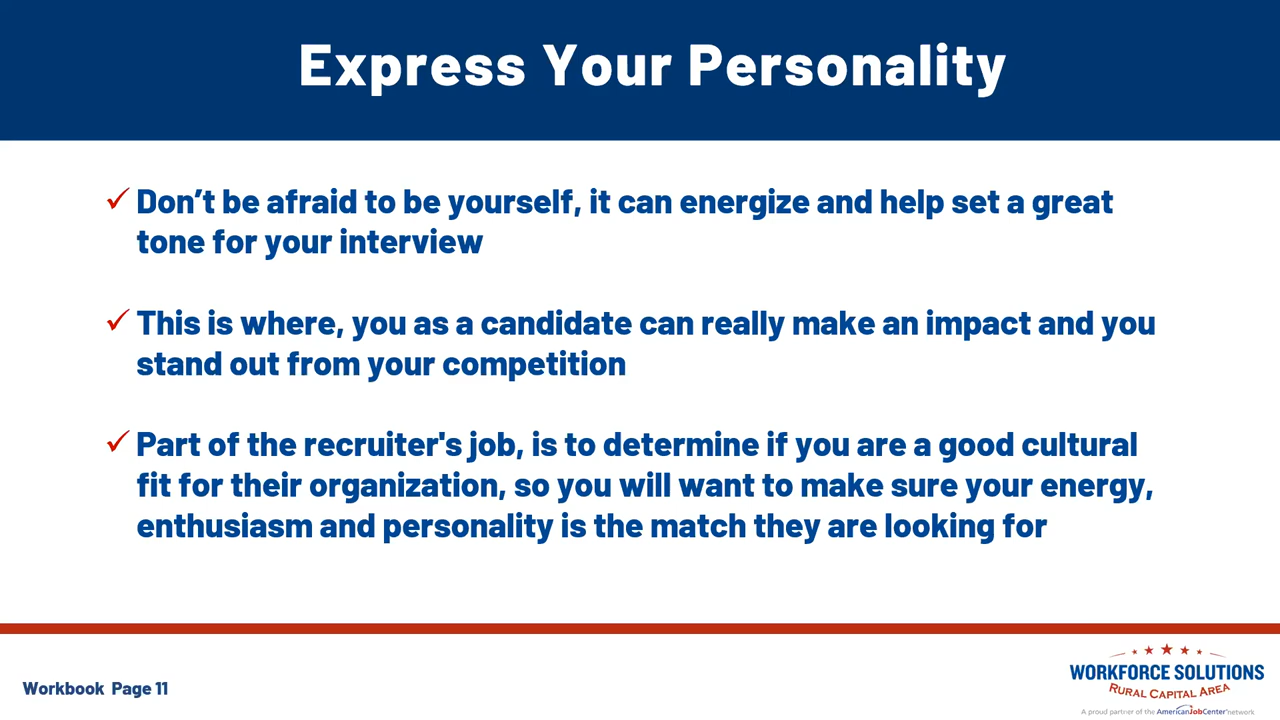 Express Your Personality
✓ Don’t be afraid to be yourself, it can energize and help set a great
tone for your interview
✓ This is where, you as a candidate can really make an impact and you
stand out from your competition
✓ Part of the recruiter's job, is to determine if you are a good cultural
fit for their organization, so you will want to make sure your energy,
enthusiasm and personality is the match they are looking for
Workbook Page 11
WORKFORCE SOLUTIONS
RURAL CAPITAL AREA
A proud partner of the AmericanJobCenter network